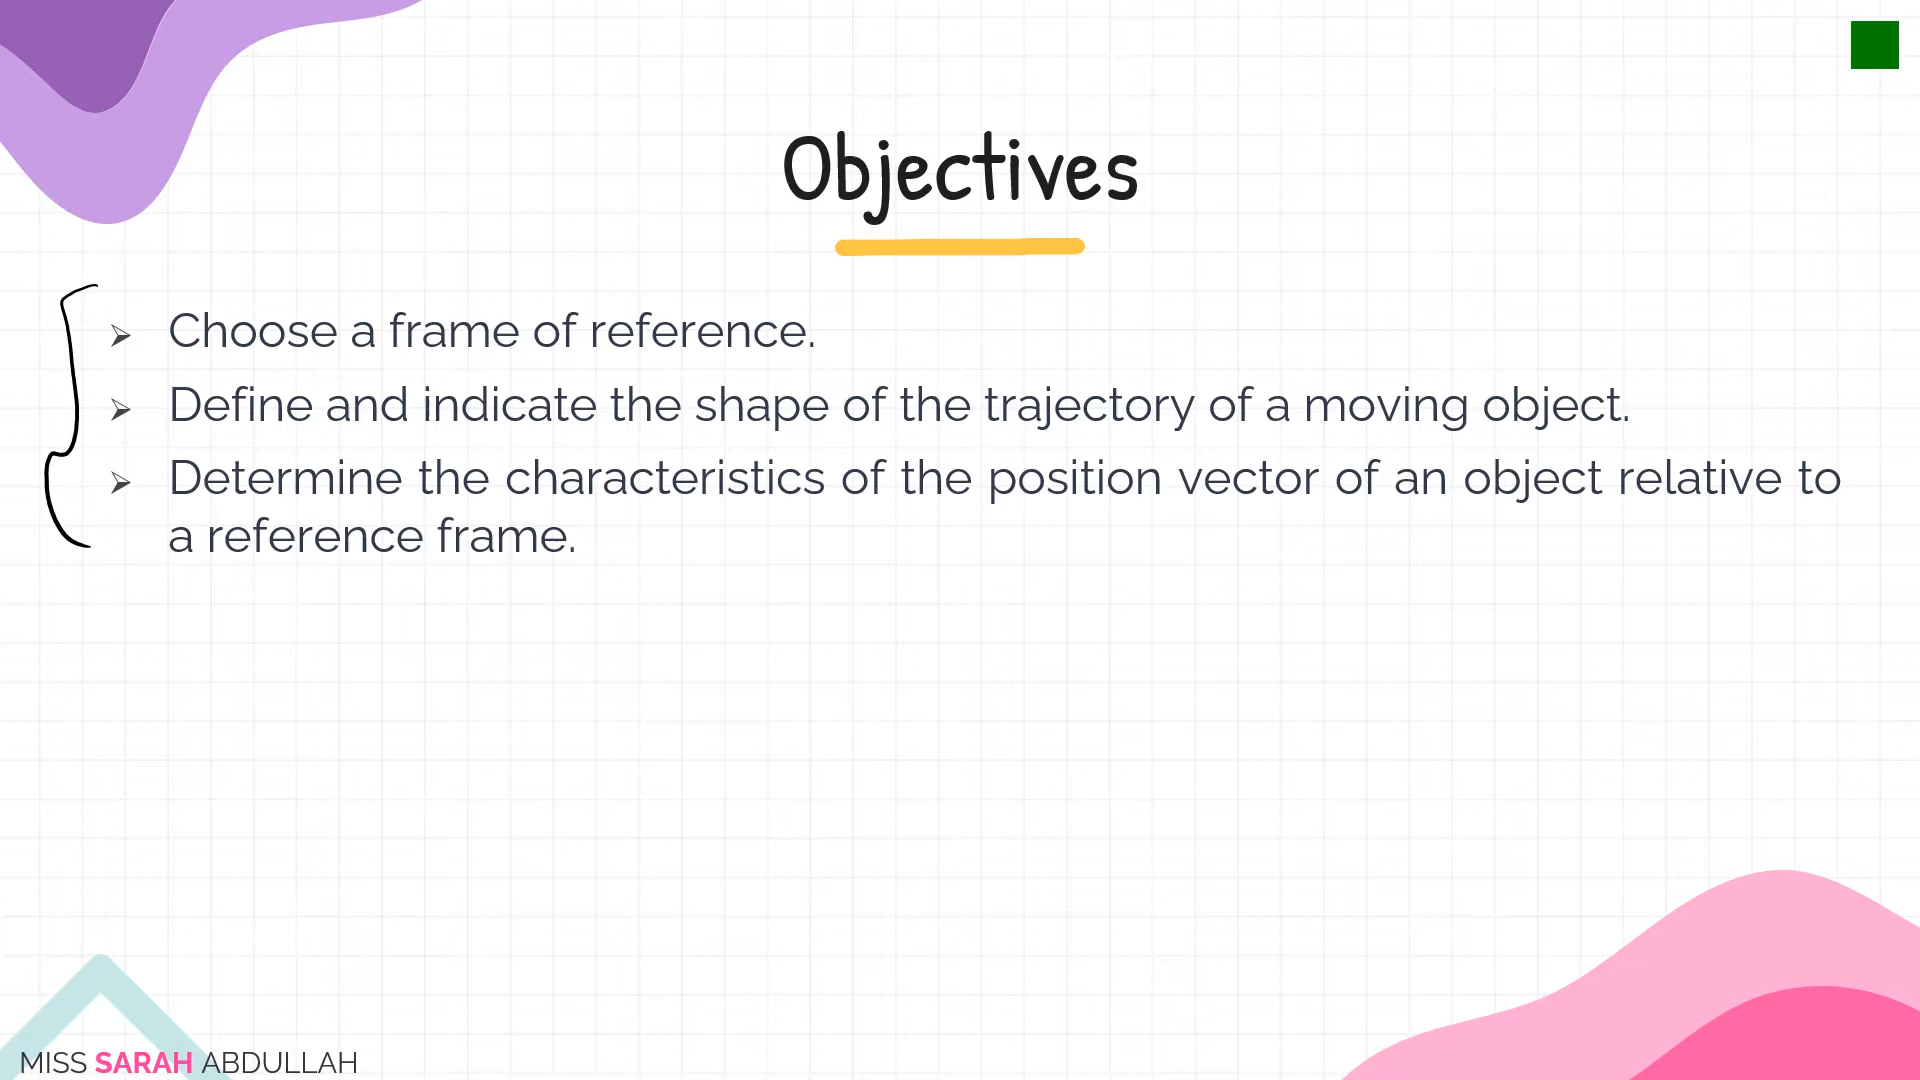 Objectives
➢ Choose a frame of reference.
➢ Define and indicate the shape of the trajectory of a moving object.
➢ Determine the characteristics of the position vector of an object relative to
a reference frame.
MISS SARAH ABDULLAH